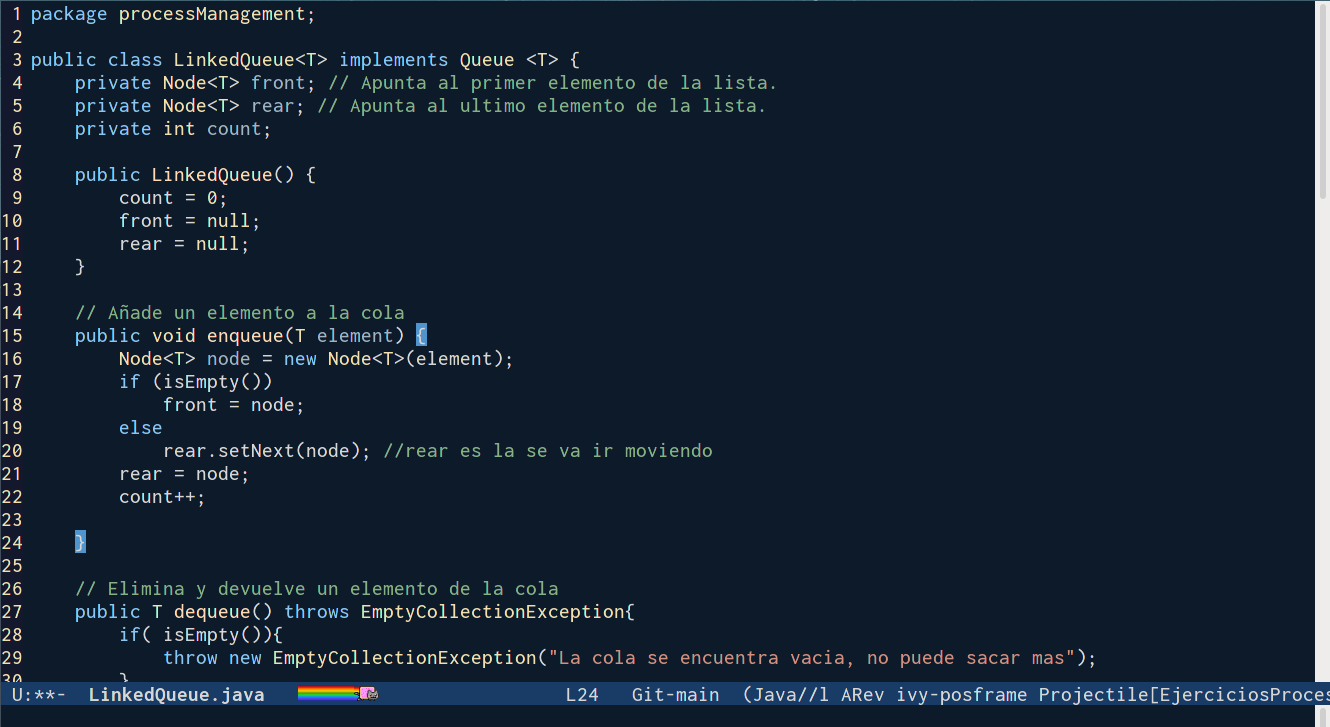 1 package processManagement;
2
3 public class LinkedQueue<T> implements Queue <T> {
4     private Node<T> front; // Apunta al primer elemento de la lista.
5     private Node<T> rear; // Apunta al ultimo elemento de la lista.
6     private int count;
7
8     public LinkedQueue() {
9         count = 0;
10         front = null;
11         rear = null;
12     }
13
14     // Añade un elemento a la cola
15     public void enqueue(T element) {
16         Node<T> node = new Node<T>(element);
17         if (isEmpty())
18             front = node;
19         else
20             rear.setNext(node); //rear es la se va ir moviendo
21         rear = node;
22         count++;
23
24     }
25
26     // Elimina y devuelve un elemento de la cola
27     public T dequeue() throws EmptyCollectionException{
28         if( isEmpty()){
29             throw new EmptyCollectionException("La cola se encuentra vacia, no puede sacar mas");
30         }
U:**-  LinkedQueue.java  L24  Git-main  (Java//l ARev ivy-posframe Projectile[EjerciciosProces